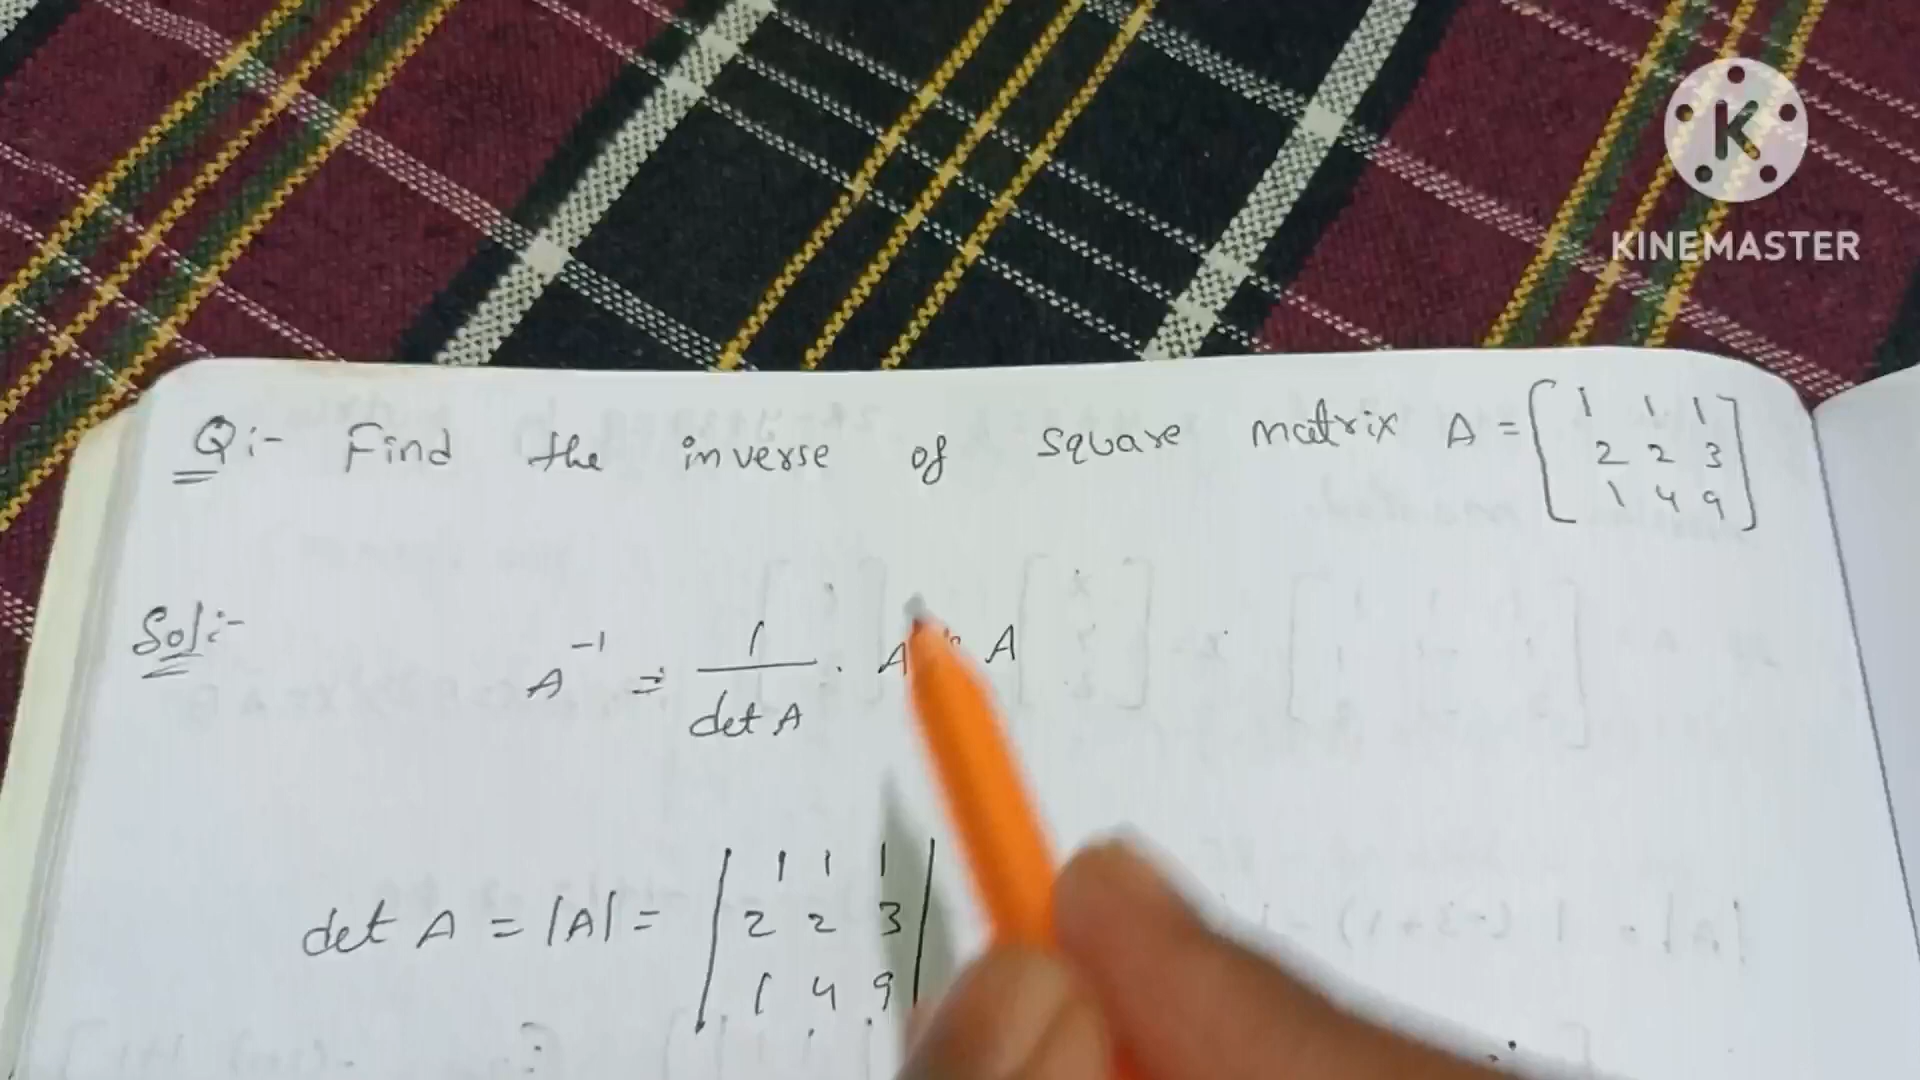 KINEMASTER
Q:- Find the inverse of square matrix A = [1 1 1
2 2 3
1 4 9]
Sol:-
A⁻¹ = 1/det A · A
det A = |A| = |1 1 1
2 2 3
1 4 9|